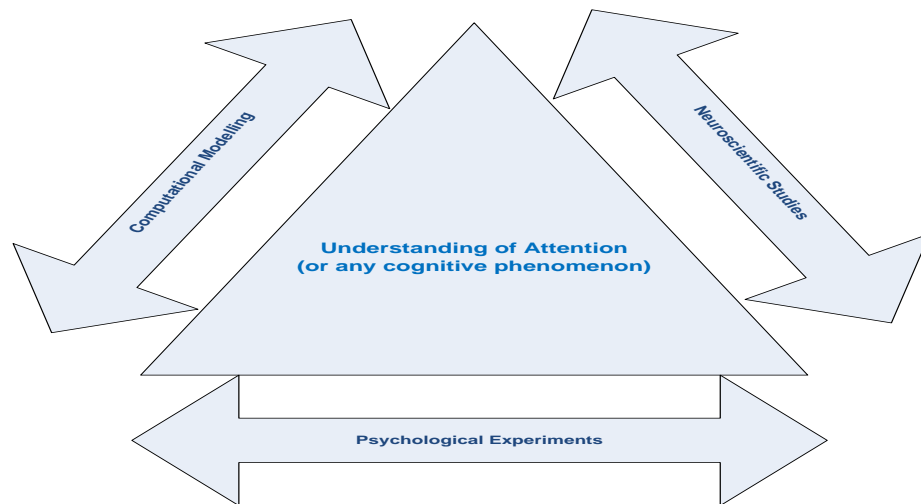 Computational Modelling
Neuroscientific Studies
Understanding of Attention
(or any cognitive phenomenon)
Psychological Experiments